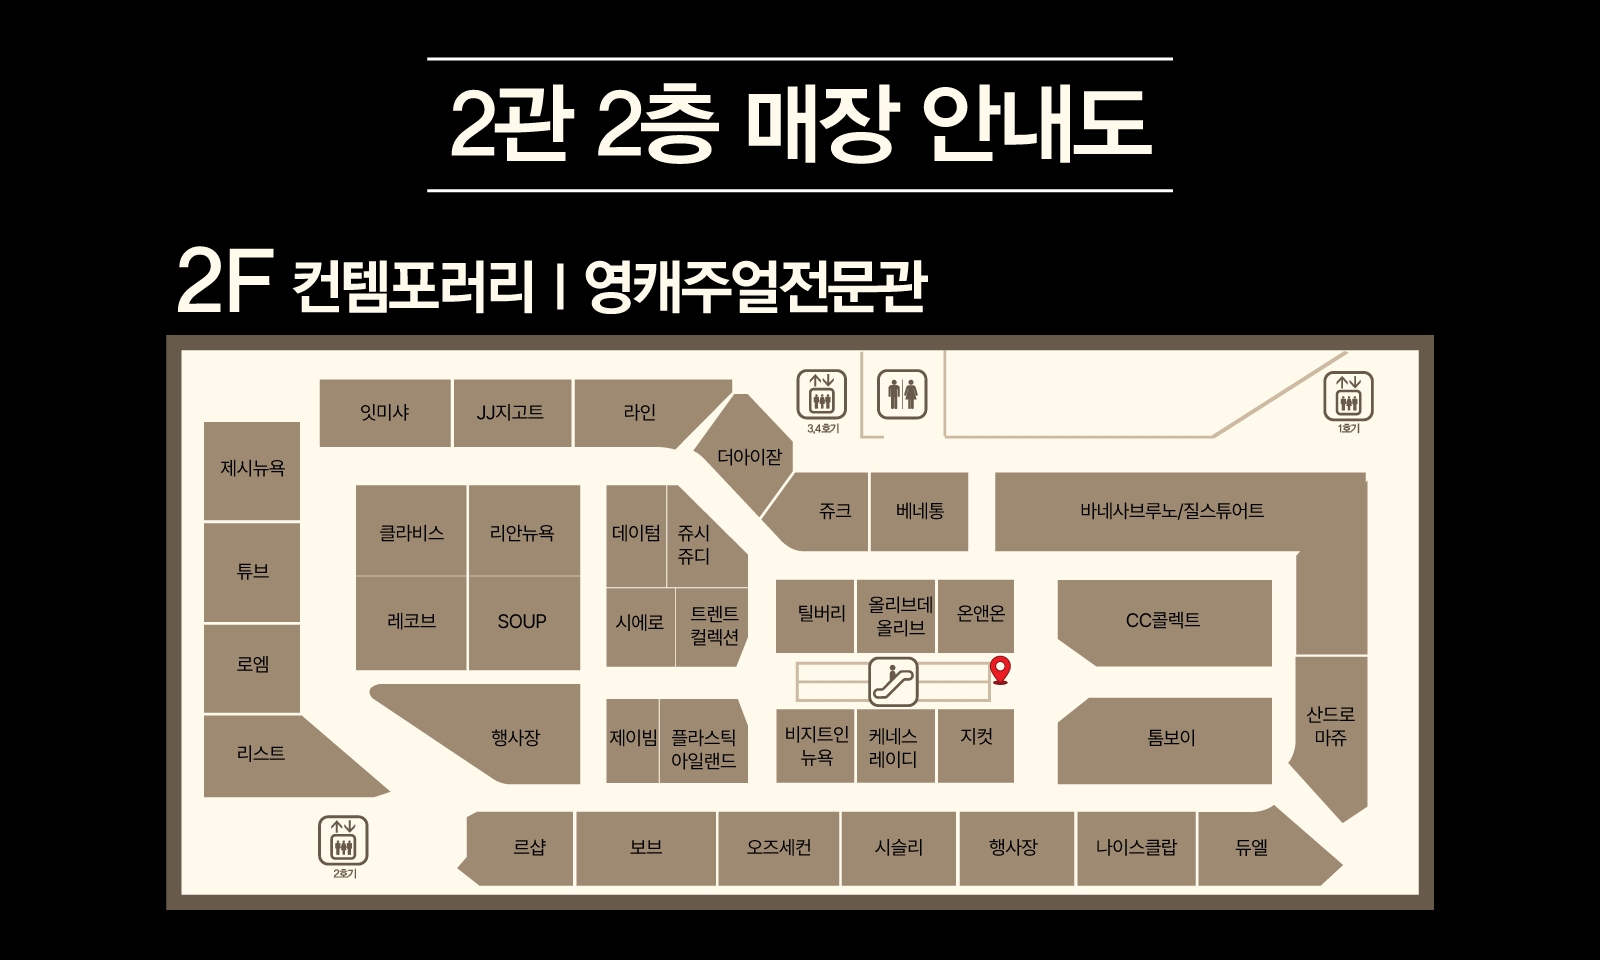 2관 2층 매장 안내도
2F 컨템포러리 | 영캐주얼전문관
잇미샤
JJ지고트
라인
더아이잗
3,4호기
1호기
제시뉴욕
튜브
로엠
리스트
클라비스
리안뉴욕
레코브
SOUP
데이텀
쥬시
쥬디
시에로
트렌트
컬렉션
쥬크
베네통
바네사브루노/질스튜어트
틸버리
올리브데
올리브
온앤온
CC콜렉트
행사장
제이빔
플라스틱
아일랜드
비지트인
뉴욕
케네스
레이디
지컷
톰보이
산드로
마쥬
2호기
르샵
보브
오즈세컨
시슬리
행사장
나이스클랍
듀엘